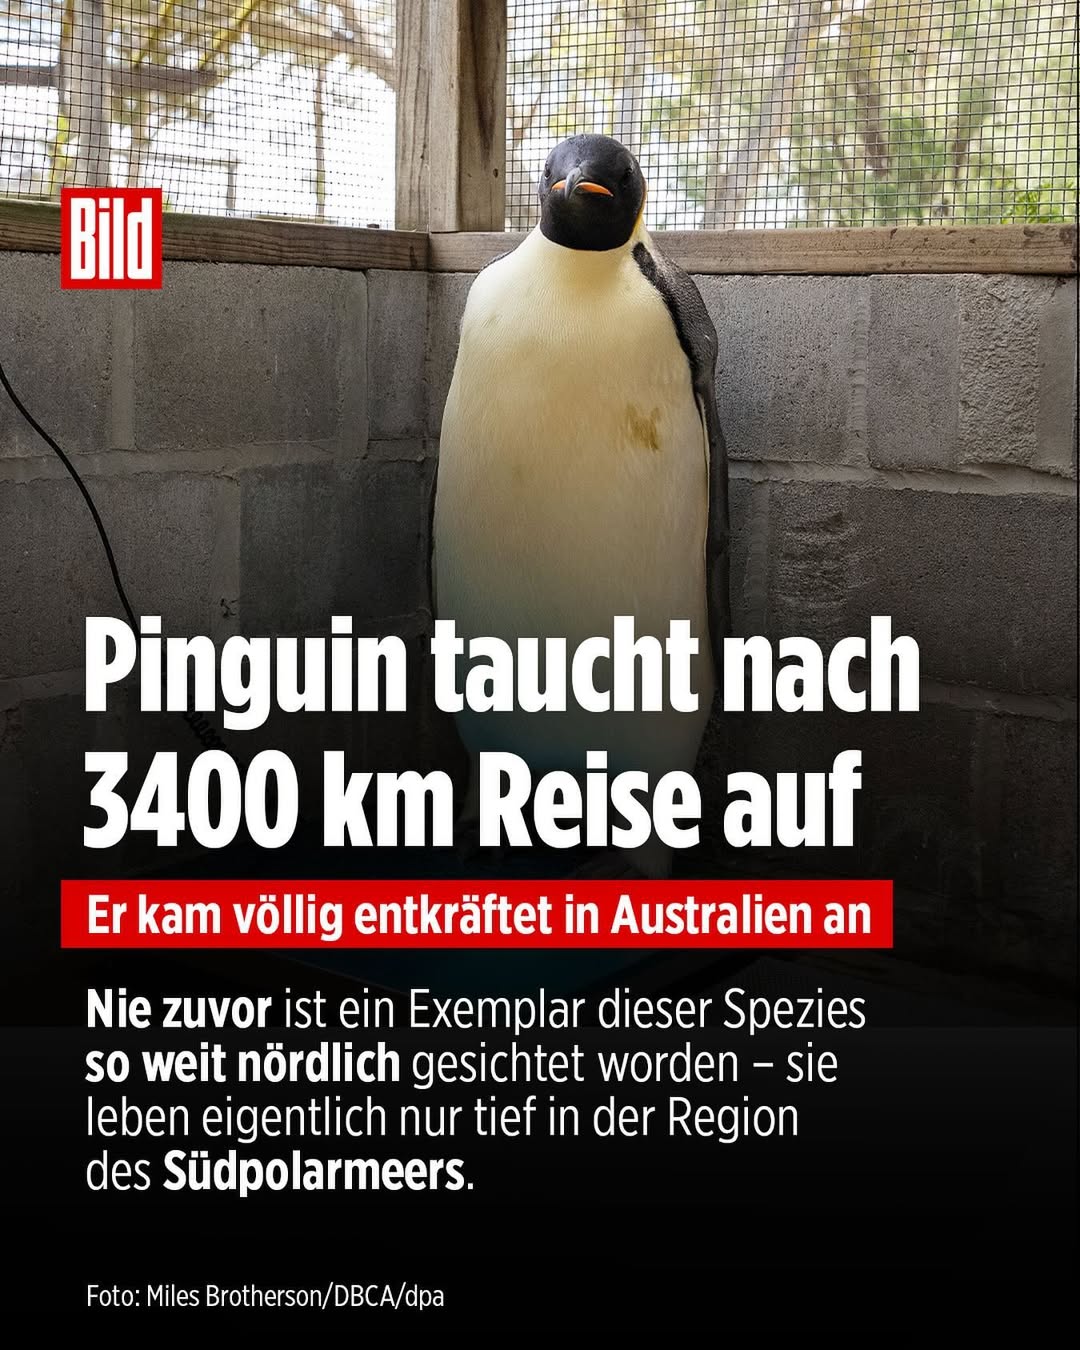 Bild
Pinguin taucht nach
3400 km Reise auf
Er kam völlig entkräftet in Australien an
Nie zuvor ist ein Exemplar dieser Spezies
so weit nördlich gesichtet worden – sie
leben eigentlich nur tief in der Region
des Südpolarmeers.
Foto: Miles Brotherson/DBCA/dpa